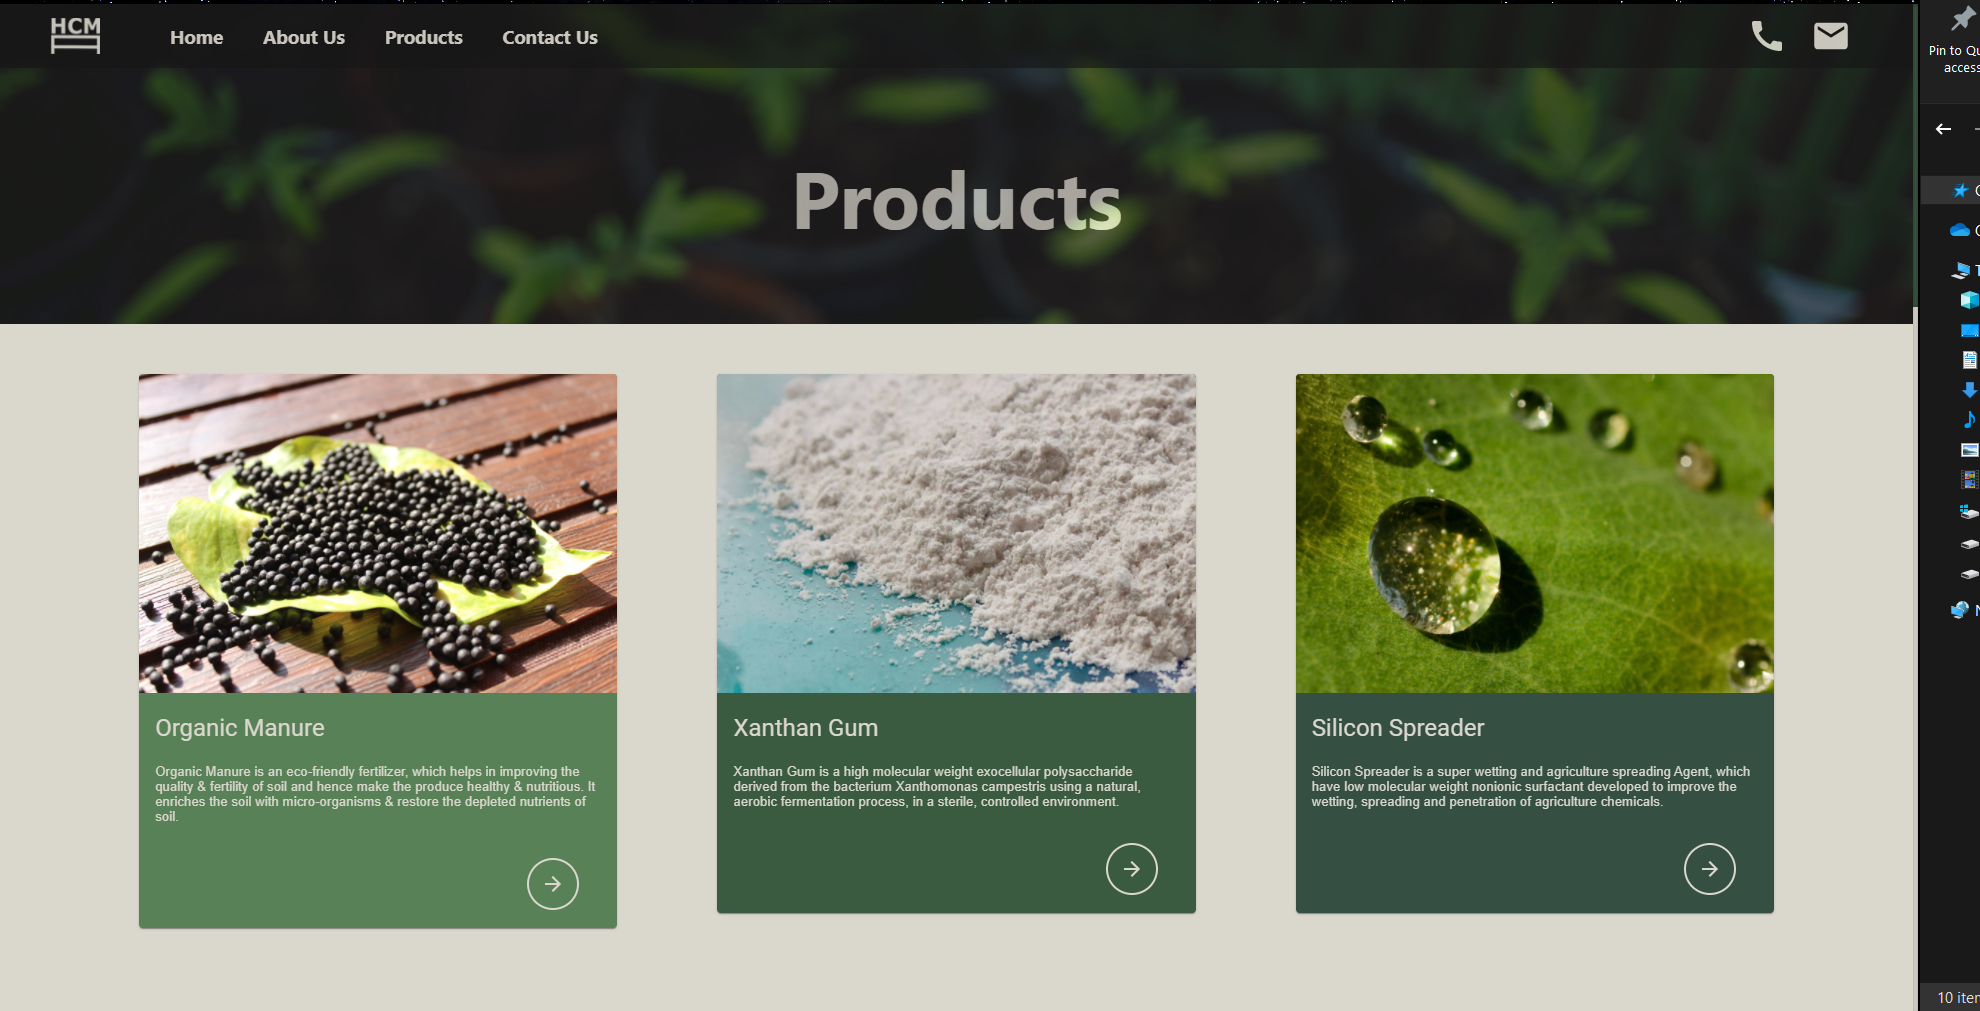 HCM
Home
About Us
Products
Contact Us
Products
Organic Manure
Organic Manure is an eco-friendly fertilizer, which helps in improving the
quality & fertility of soil and hence make the produce healthy & nutritious. It
enriches the soil with micro-organisms & restore the depleted nutrients of
soil.
Xanthan Gum
Xanthan Gum is a high molecular weight exocellular polysaccharide
derived from the bacterium Xanthomonas campestris using a natural,
aerobic fermentation process, in a sterile, controlled environment.
Silicon Spreader
Silicon Spreader is a super wetting and agriculture spreading Agent, which
have low molecular weight nonionic surfactant developed to improve the
wetting, spreading and penetration of agriculture chemicals.
Pin to Qu
access
10 iter